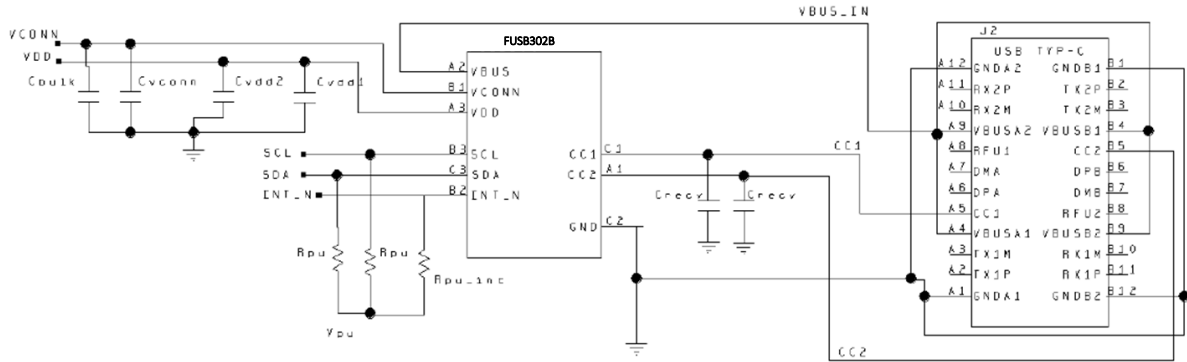 VBUS_IN
VCONN
VDD
FUSB302B
J2
USB TYP-C
Cvconn
Cvdd2
Cvdd1
A2 VBUS
B1 VCONN
A3 VDD
SCL
B3 SCL
SDA
C3 SDA
INT_N
B2 INT_N
CC1 C1
CC2 A1
GND C2
CC1
Crecv
Crecv
Rpu
Rpu
Vpu
CC2
A12 GNDA2 GNDB1 B1
A11 RX2P TX2P B2
A10 RX2M TX2M B3
A9 VBUSA2 VBUSB1 B4
A8 RFU1 CC2 B5
A7 DMA DPB B6
A6 DPA DMB B7
A5 CC1 RFU2 B8
A4 VBUSA1 VBUSB2 B9
A3 TX1M RX1M B10
A2 TX1P RX1P B11
A1 GNDA1 GNDB2 B12